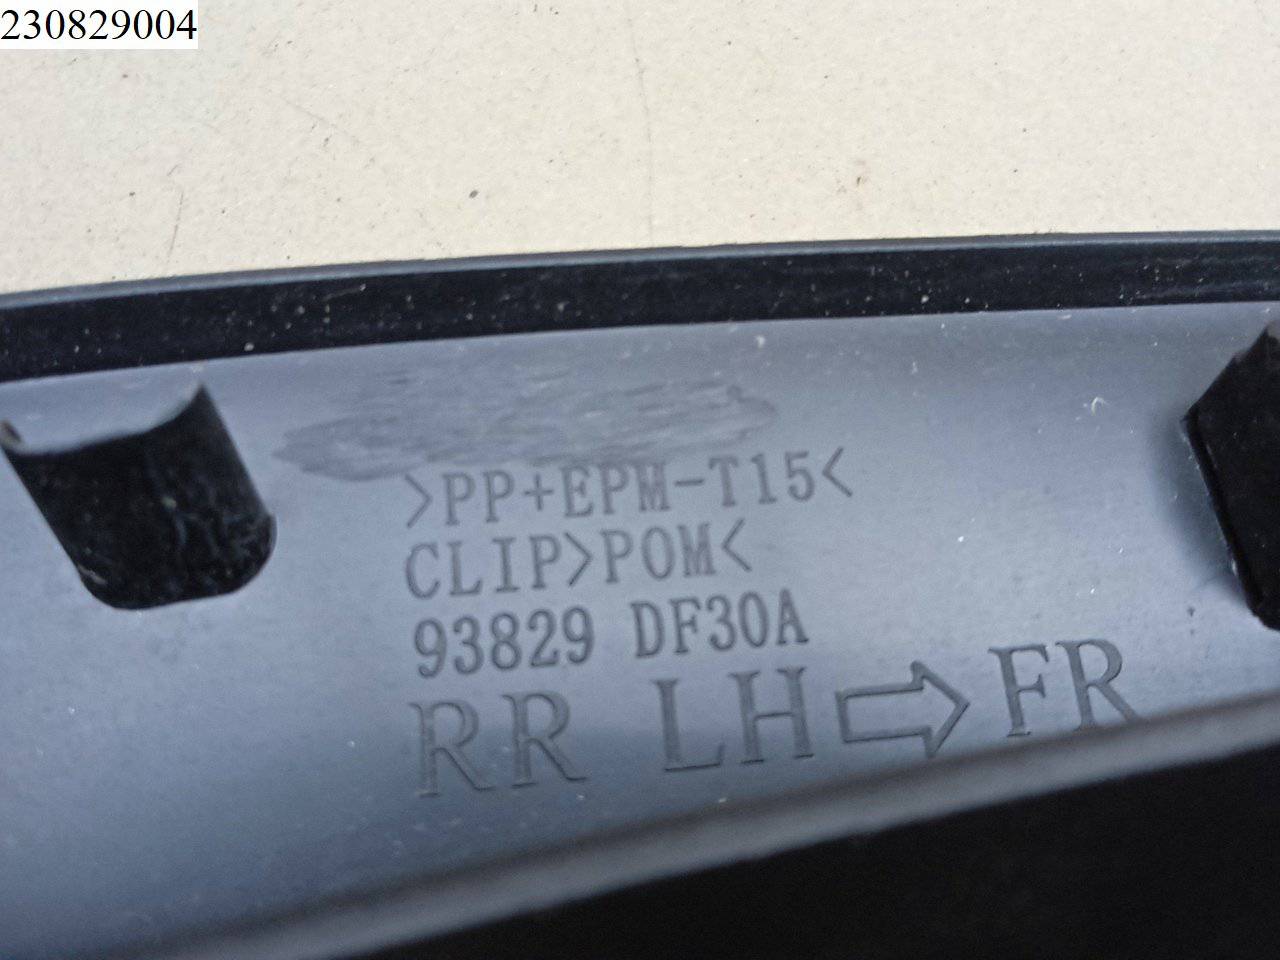 230829004
>PP+EPM-T15<
CLIP>POM<
93829 DF30A
RR LH⇨FR